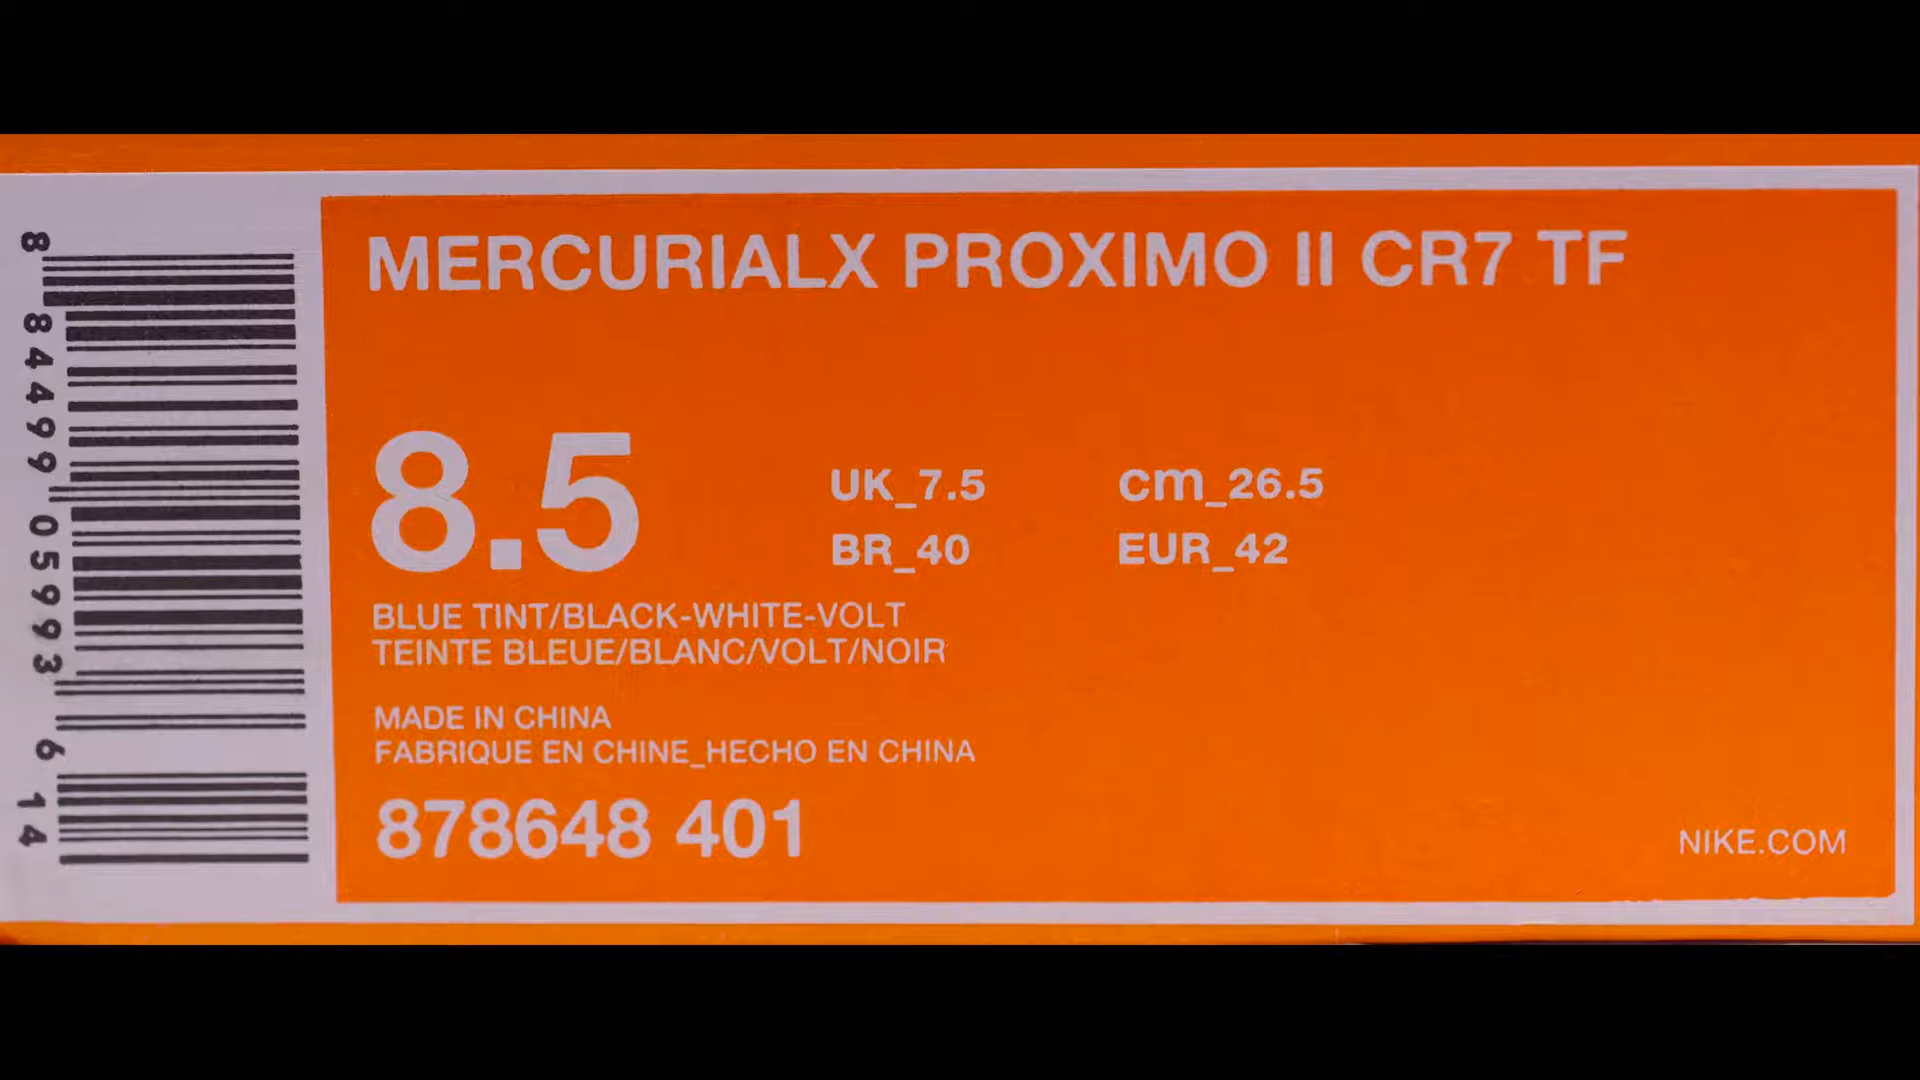 MERCURIALX PROXIMO II CR7 TF
8.5
UK_7.5 cm_26.5
BR_40 EUR_42
BLUE TINT/BLACK-WHITE-VOLT
TEINTE BLEUE/BLANC/VOLT/NOIR
MADE IN CHINA
FABRIQUE EN CHINE_HECHO EN CHINA
878648 401
NIKE.COM
8 84499 05993 6 14